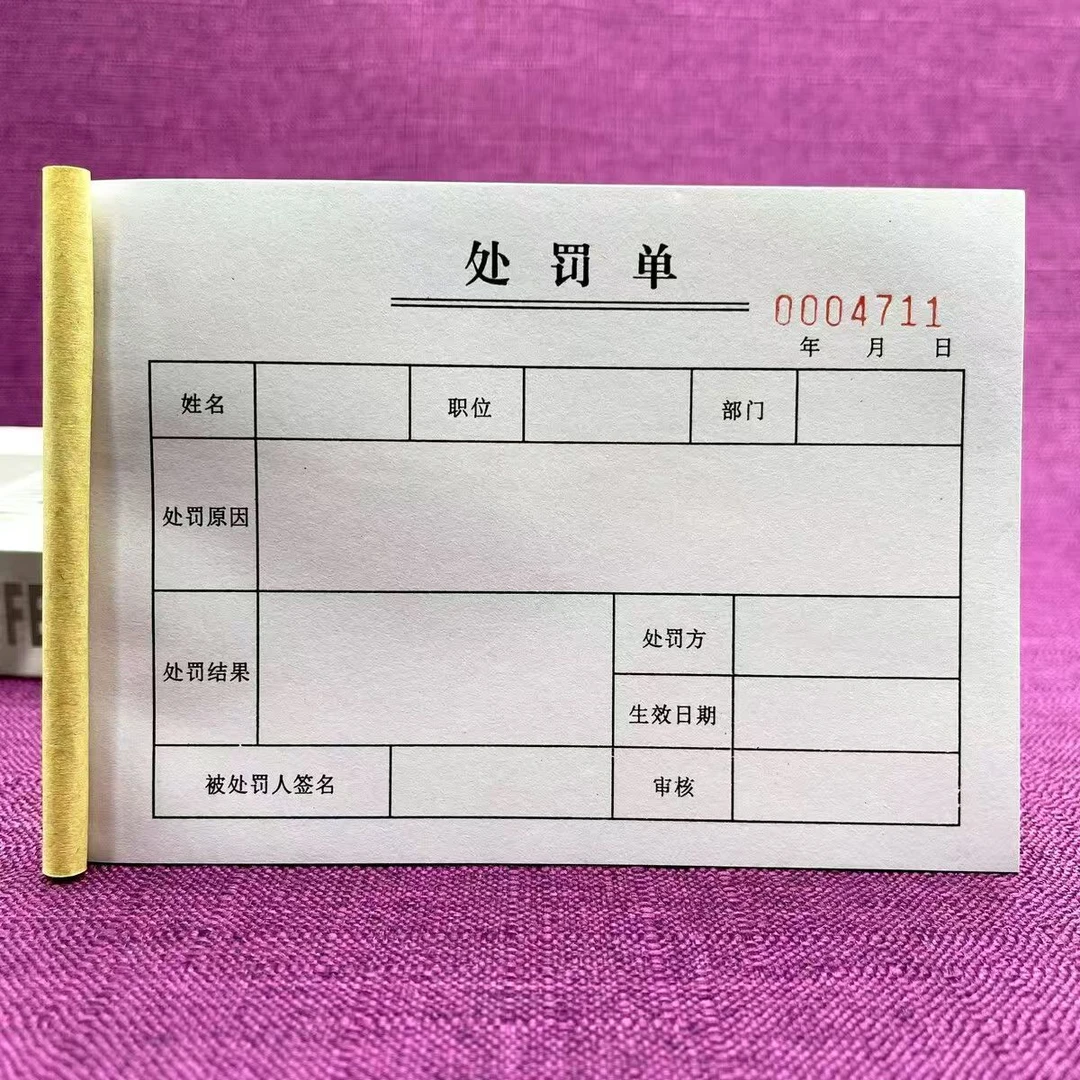 处罚单
0004711
年 月 日
姓名 职位 部门
处罚原因
处罚结果 处罚方
生效日期
被处罚人签名 审核